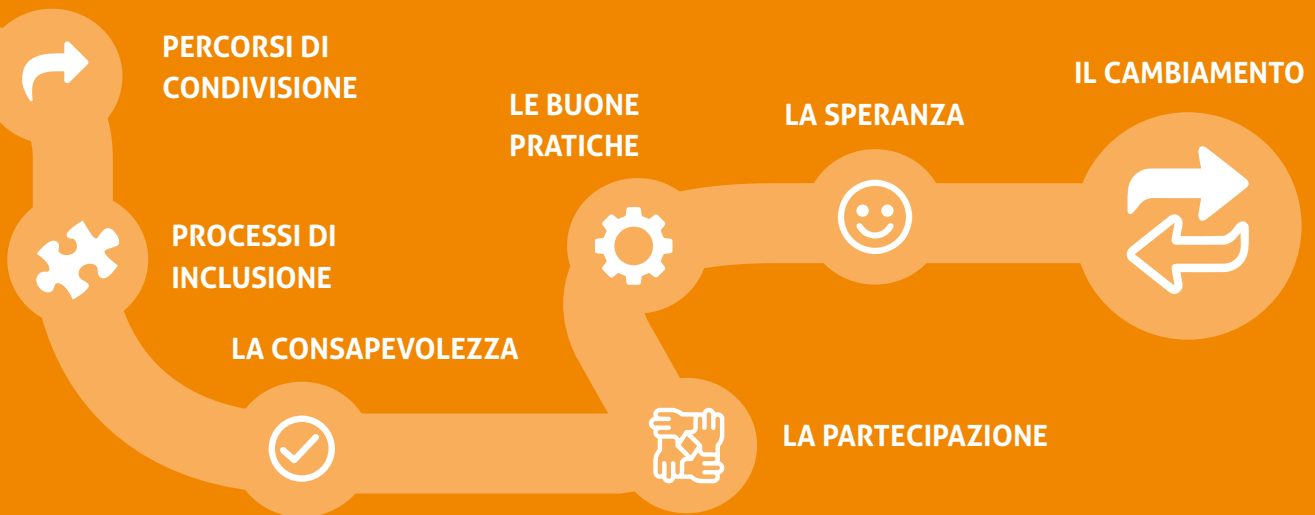 PERCORSI DI
CONDIVISIONE
PROCESSI DI
INCLUSIONE
LA CONSAPEVOLEZZA
LA PARTECIPAZIONE
LE BUONE
PRATICHE
LA SPERANZA
IL CAMBIAMENTO